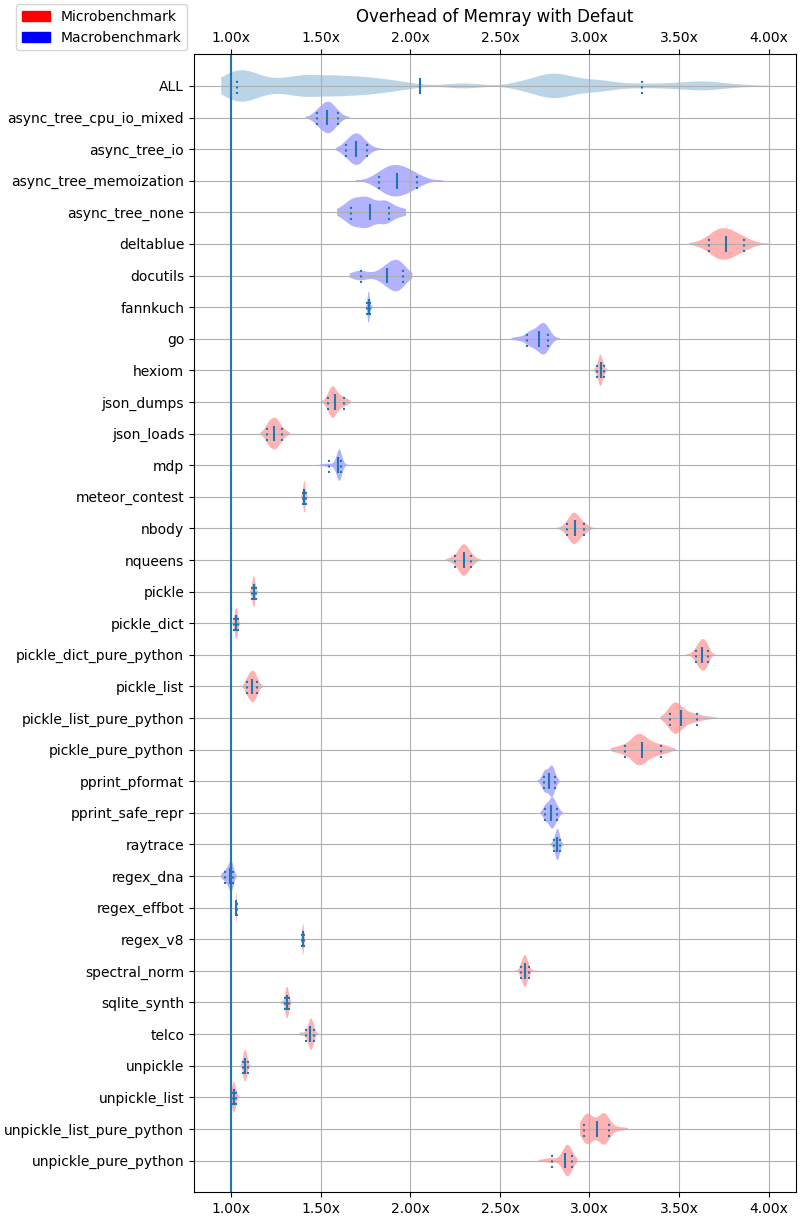 Microbenchmark
Macrobenchmark
Overhead of Memray with Defaut
1.00x 1.50x 2.00x 2.50x 3.00x 3.50x 4.00x
ALL
async_tree_cpu_io_mixed
async_tree_io
async_tree_memoization
async_tree_none
deltablue
docutils
fannkuch
go
hexiom
json_dumps
json_loads
mdp
meteor_contest
nbody
nqueens
pickle
pickle_dict
pickle_dict_pure_python
pickle_list
pickle_list_pure_python
pickle_pure_python
pprint_pformat
pprint_safe_repr
raytrace
regex_dna
regex_effbot
regex_v8
spectral_norm
sqlite_synth
telco
unpickle
unpickle_list
unpickle_list_pure_python
unpickle_pure_python
1.00x 1.50x 2.00x 2.50x 3.00x 3.50x 4.00x